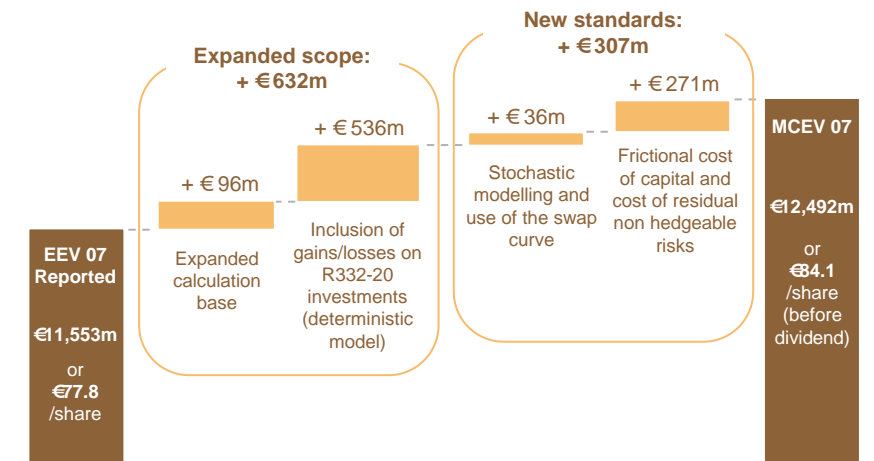 New standards:
+ €307m
Expanded scope:
+ €632m
+ €271m
+ €36m
+ €536m
+ €96m
MCEV 07
€12,492m
or
€84.1
/share
(before
dividend)
Frictional cost
of capital and
cost of residual
non hedgeable
risks
Stochastic
modelling and
use of the swap
curve
Inclusion of
gains/losses on
R332-20
investments
(deterministic
model)
Expanded
calculation
base
EEV 07
Reported
€11,553m
or
€77.8
/share